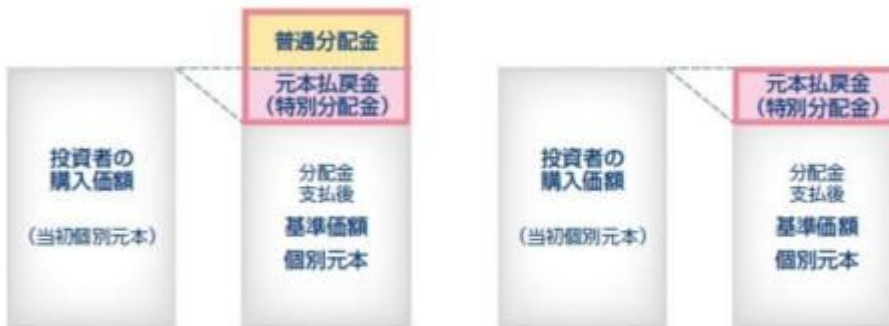 普通分配金
元本払戻金
(特別分配金)
投資者の
購入価額
(当初個別元本)
分配金
支払後
基準価額
個別元本
元本払戻金
(特別分配金)
投資者の
購入価額
(当初個別元本)
分配金
支払後
基準価額
個別元本